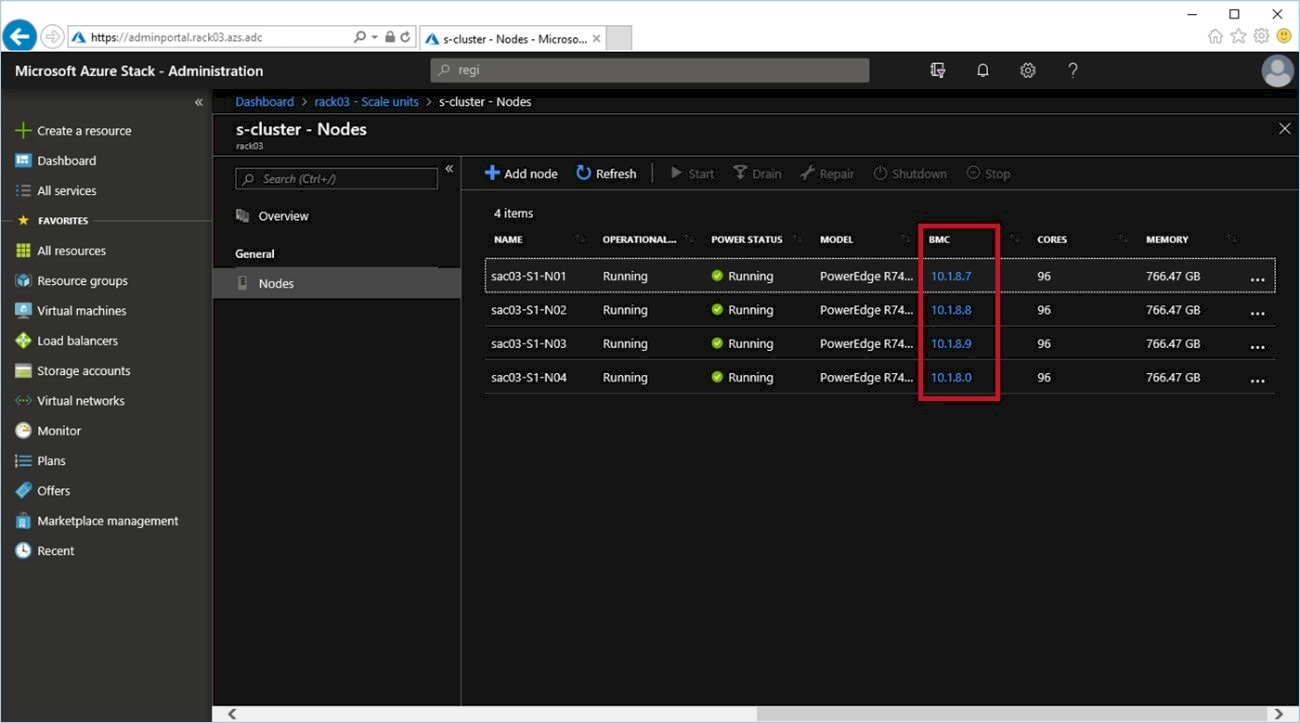 https://adminportal.rack03.azs.adc
s-cluster - Nodes - Microso...
Microsoft Azure Stack - Administration
regi
Dashboard > rack03 - Scale units > s-cluster - Nodes
s-cluster - Nodes
rack03
Create a resource
Dashboard
All services
FAVORITES
All resources
Resource groups
Virtual machines
Load balancers
Storage accounts
Virtual networks
Monitor
Plans
Offers
Marketplace management
Recent
Search (Ctrl+/)
Overview
General
Nodes
Add node Refresh Start Drain Repair Shutdown Stop
4 items
NAME OPERATIONAL... POWER STATUS MODEL BMC CORES MEMORY
sac03-S1-N01 Running Running PowerEdge R74... 10.1.8.7 96 766.47 GB ...
sac03-S1-N02 Running Running PowerEdge R74... 10.1.8.8 96 766.47 GB ...
sac03-S1-N03 Running Running PowerEdge R74... 10.1.8.9 96 766.47 GB ...
sac03-S1-N04 Running Running PowerEdge R74... 10.1.8.0 96 766.47 GB ...